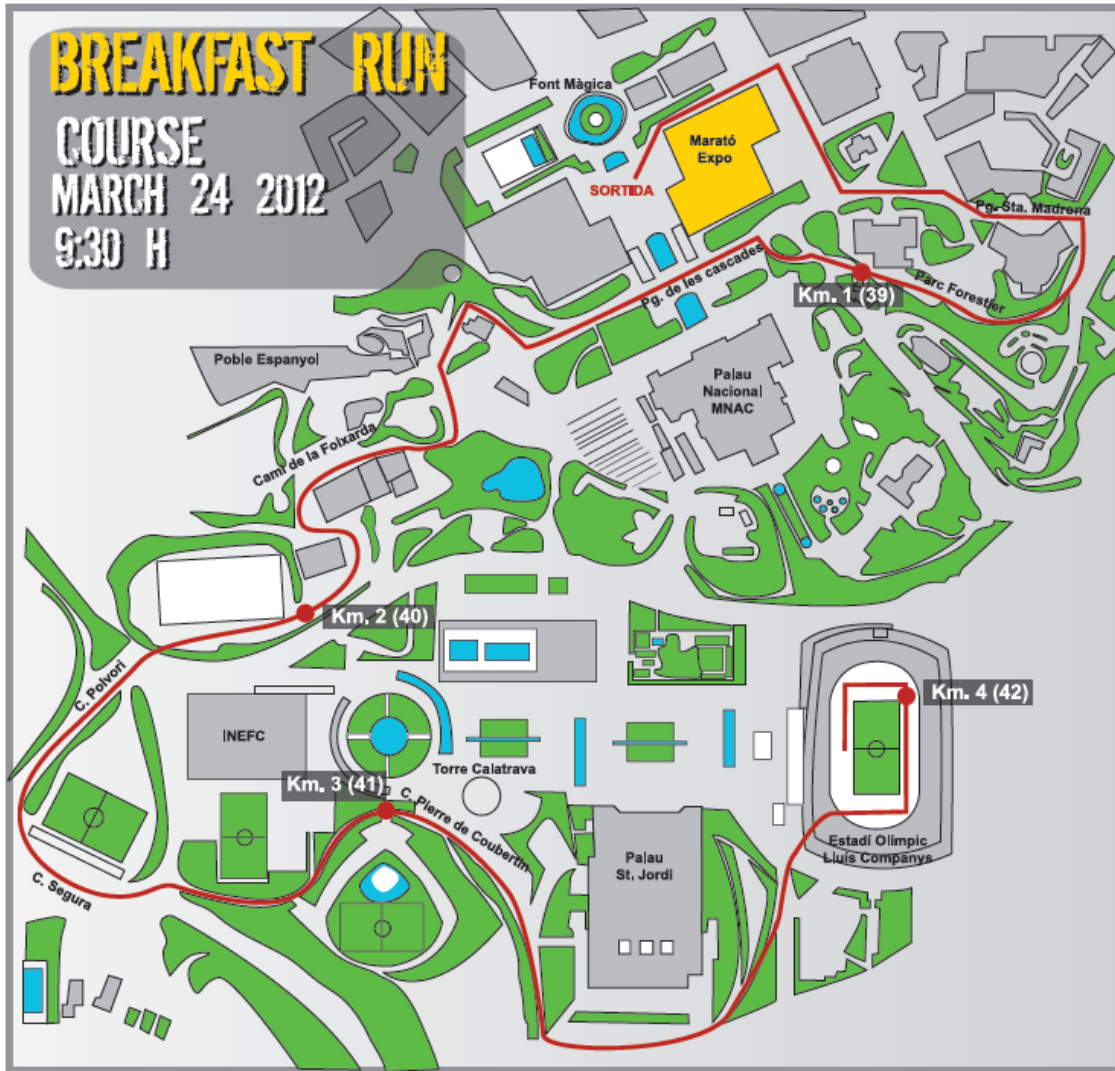 BREAKFAST RUN
COURSE
MARCH 24 2012
9:30 H
Font Màgica
Marató
Expo
SORTIDA
Pg. Sta. Madrona
Pg. de les cascades
Km. 1 (39)
Parc Forestier
Poble Espanyol
Palau
Nacional
MNAC
Camí de la Foixarda
Km. 2 (40)
C. Polvori
Km. 4 (42)
INEFC
Torre Calatrava
Km. 3 (41)
C. Pierre de Coubertin
Estadi Olímpic
Lluís Companys
Palau
St. Jordi
C. Segura